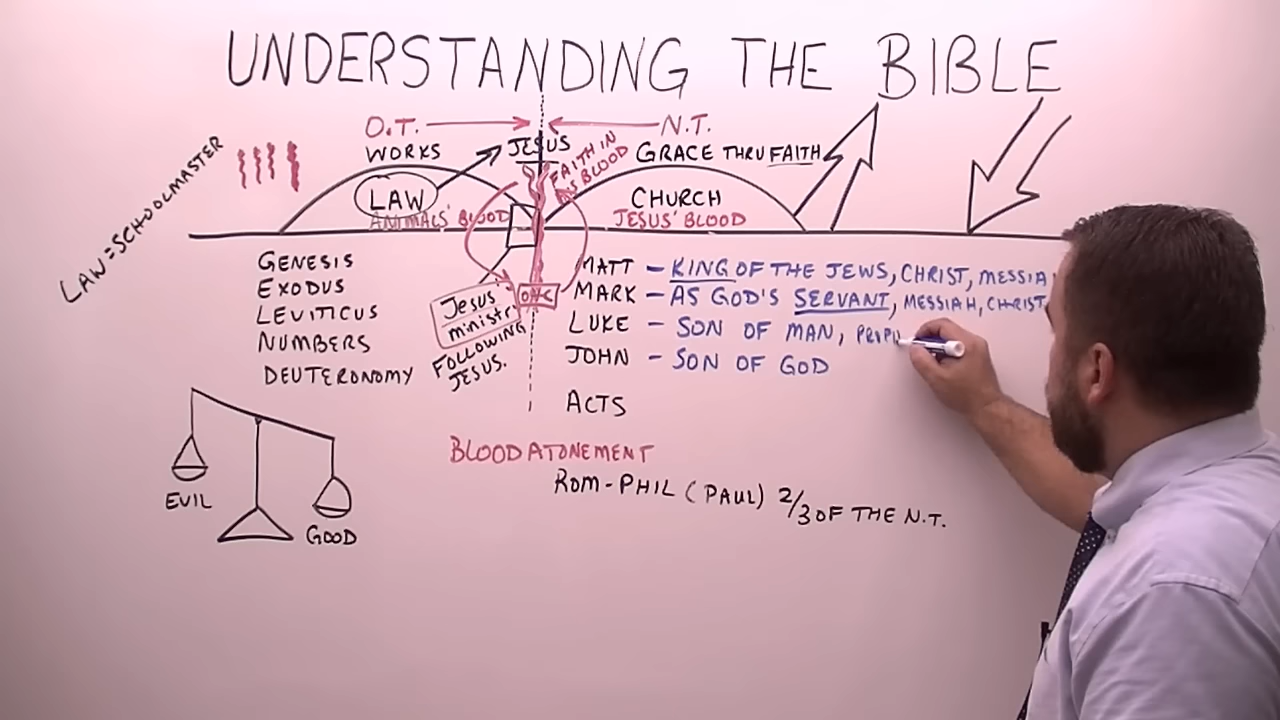 UNDERSTANDING THE BIBLE
O.T.
N.T.
WORKS
JESUS
FAITH IN
BLOOD
GRACE THRU FAITH
LAW = SCHOOLMASTER
LAW
ANIMALS' BLOOD
CHURCH
JESUS' BLOOD
GENESIS
EXODUS
LEVITICUS
NUMBERS
DEUTERONOMY
Jesus'
ministry
FOLLOWING
JESUS.
MATT - KING OF THE JEWS, CHRIST, MESSIA
MARK - AS GOD'S SERVANT, MESSIAH, CHRIST
LUKE - SON OF MAN, PROPH
JOHN - SON OF GOD
ACTS
BLOOD ATONEMENT
ROM - PHIL (PAUL) 2/3 OF THE N.T.
EVIL
GOOD